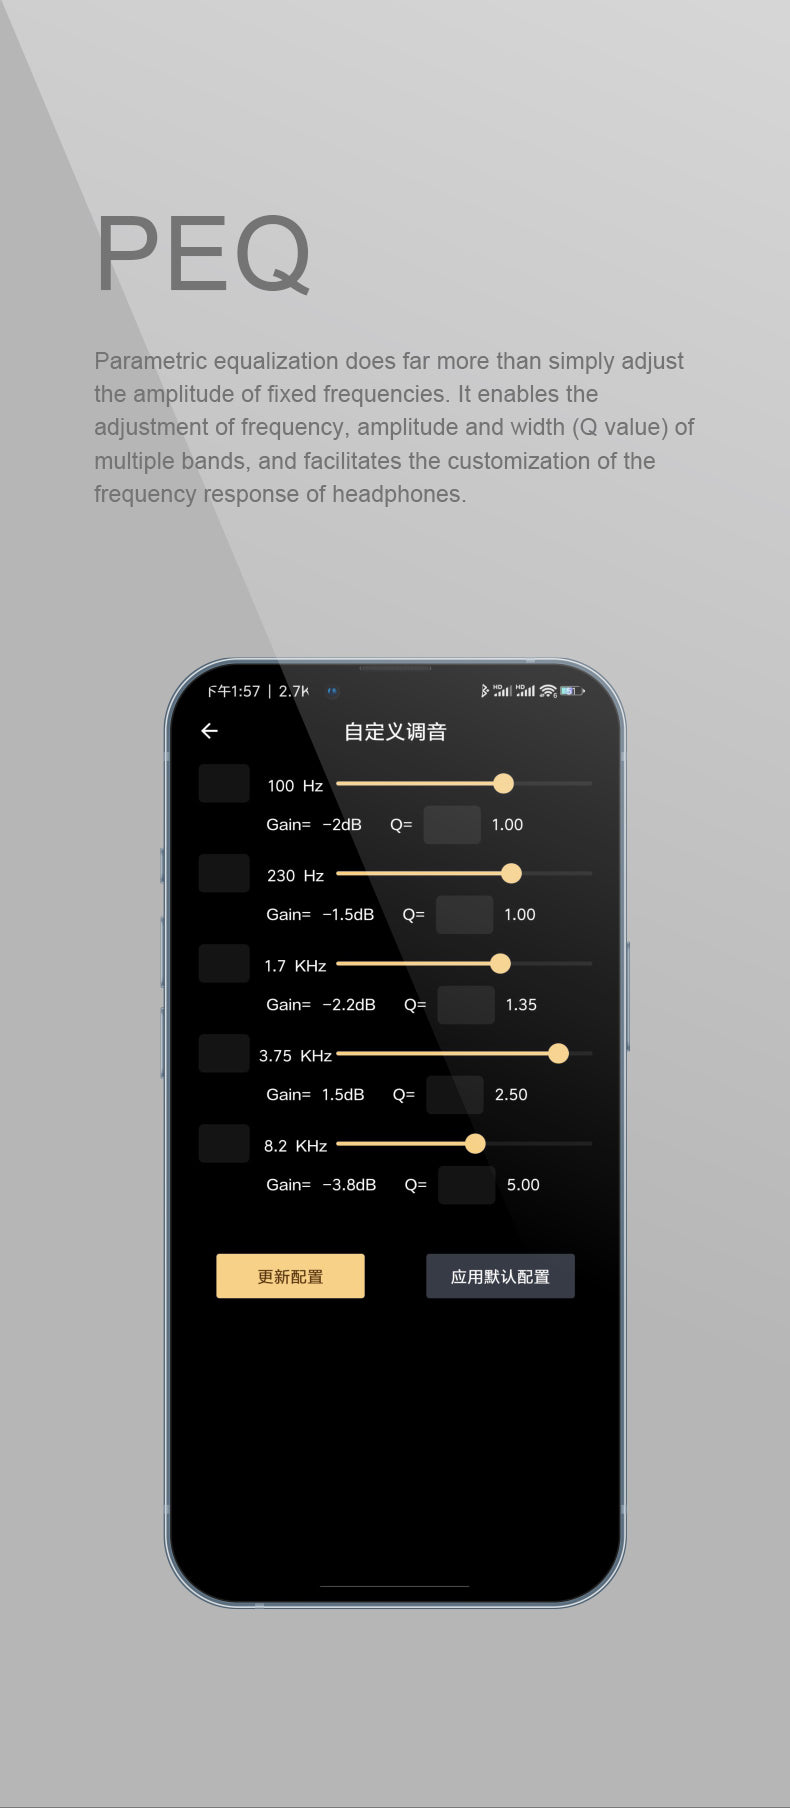 PEQ
Parametric equalization does far more than simply adjust
the amplitude of fixed frequencies. It enables the
adjustment of frequency, amplitude and width (Q value) of
multiple bands, and facilitates the customization of the
frequency response of headphones.
下午1:57 | 2.7K
自定义调音
100 Hz
Gain= −2dB Q= 1.00
230 Hz
Gain= −1.5dB Q= 1.00
1.7 KHz
Gain= −2.2dB Q= 1.35
3.75 KHz
Gain= 1.5dB Q= 2.50
8.2 KHz
Gain= −3.8dB Q= 5.00
更新配置 应用默认配置